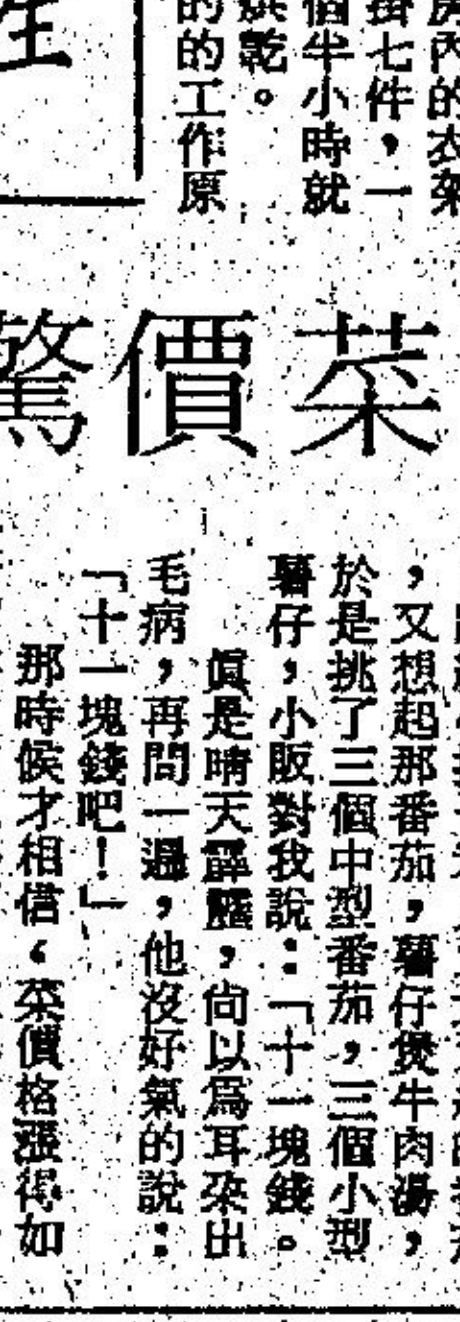 房內的衣架
掛七件，一
個半小時就
烘乾。
的的工作原
菜價驚
，又想起那番茄，薯仔煲牛肉湯，
於是挑了三個中型番茄，三個小型
薯仔，小販對我說：「十一塊錢。
眞是晴天霹靂，尙以爲耳朶出
毛病，再問一遍，他沒好氣的說：
「十一塊錢吧！」
那時候才相信，菜價格漲得如